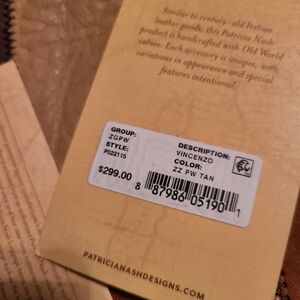 Similar to century-old Italian
leather goods, this Patricia Nash
product is handcrafted with Old World
values. Each accessory is unique, with
variations in appearance and special
features intentional.
GROUP:
ZGPW
STYLE:
P022115
$299.00
DESCRIPTION:
VINCENZO
COLOR:
ZZ PW TAN
8 87986 05190 1
PATRICIANASHDESIGNS.COM